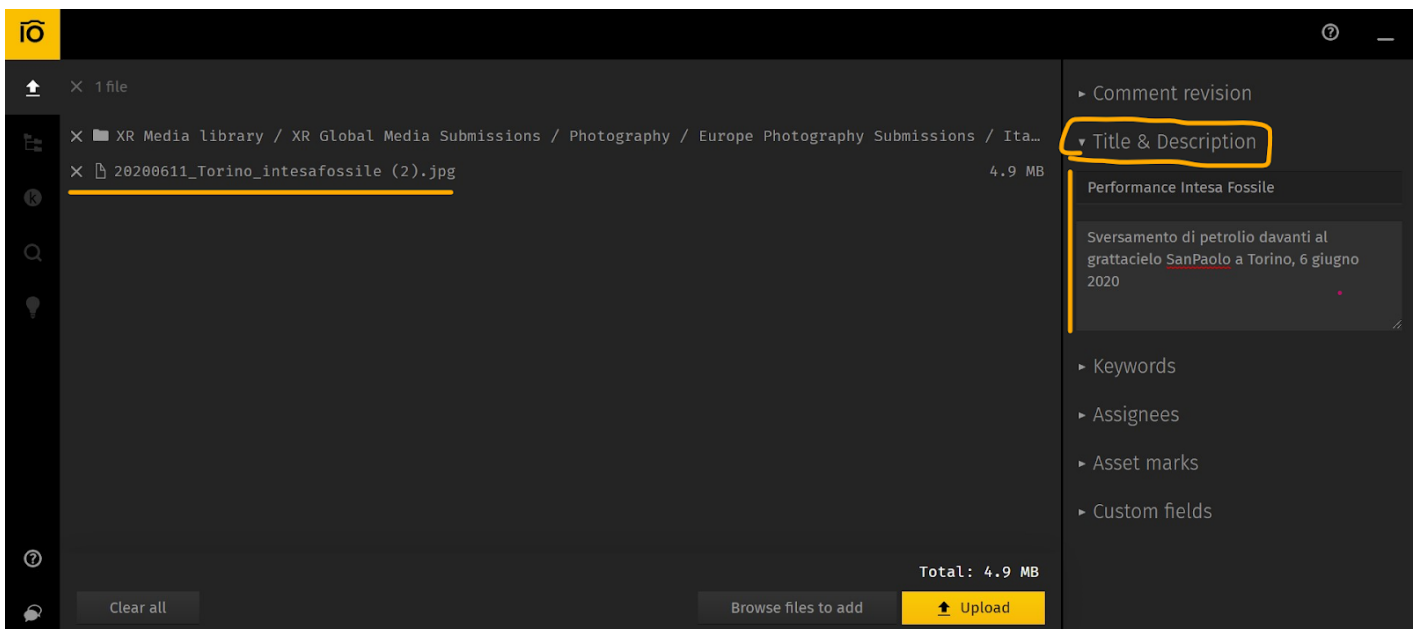 1 file
XR Media library / XR Global Media Submissions / Photography / Europe Photography Submissions / Ita…
20200611_Torino_intesafossile (2).jpg 4.9 MB
Total: 4.9 MB
Clear all
Browse files to add
Upload
Comment revision
Title & Description
Performance Intesa Fossile
Sversamento di petrolio davanti al
grattacielo SanPaolo a Torino, 6 giugno
2020
Keywords
Assignees
Asset marks
Custom fields